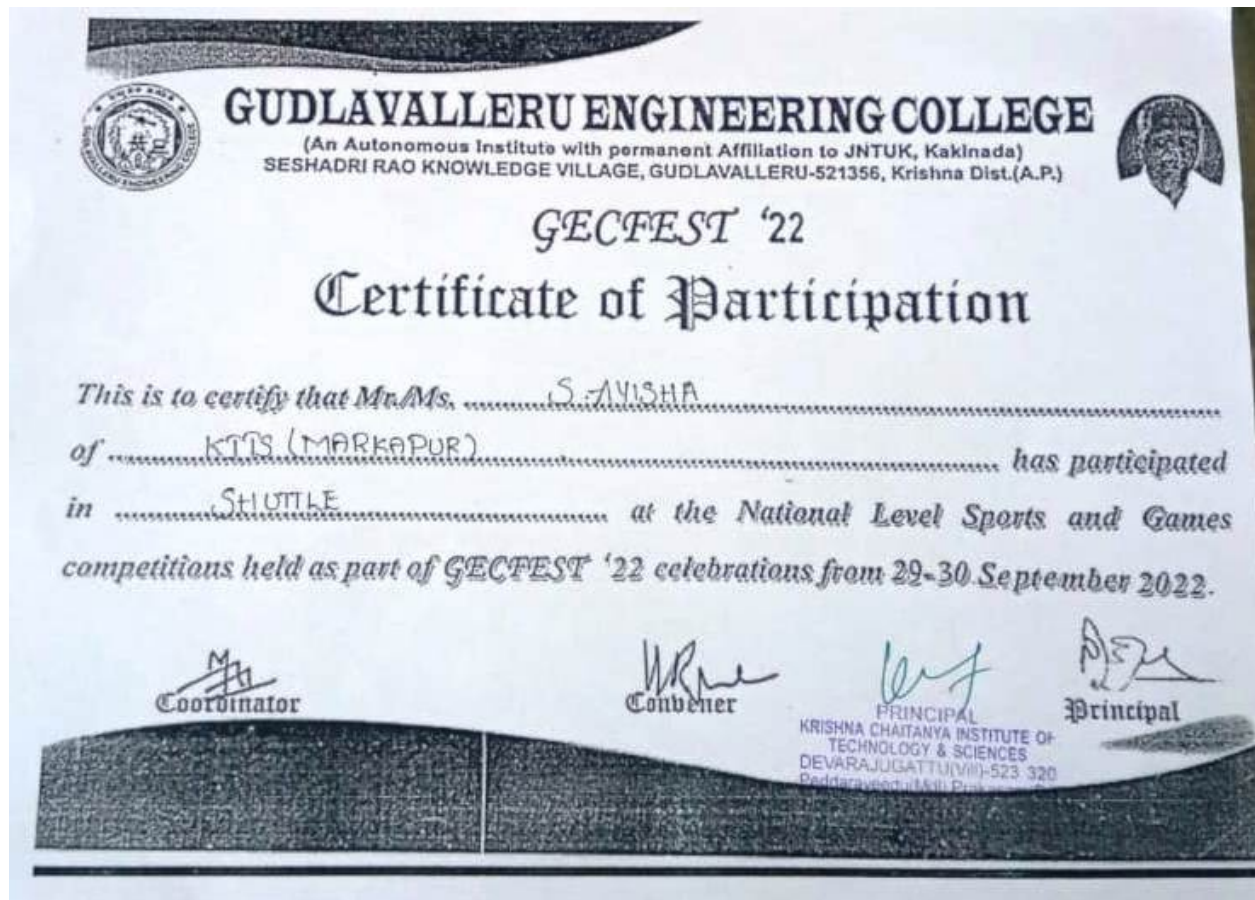 GUDLAVALLERU ENGINEERING COLLEGE
(An Autonomous Institute with permanent Affiliation to JNTUK, Kakinada)
SESHADRI RAO KNOWLEDGE VILLAGE, GUDLAVALLERU-521356, Krishna Dist.(A.P.)
GECFEST '22
Certificate of Participation
This is to certify that Mr./Ms. S. AYISHA
of KITS (MARKAPUR) has participated
in SHUTTLE at the National Level Sports and Games
competitions held as part of GECFEST '22 celebrations from 29-30 September 2022.
Coordinator
Convener
PRINCIPAL
KRISHNA CHAITANYA INSTITUTE OF
TECHNOLOGY & SCIENCES
DEVARAJUGATTU(Vill)-523 320
Peddaraveedu(Mdl)
Principal